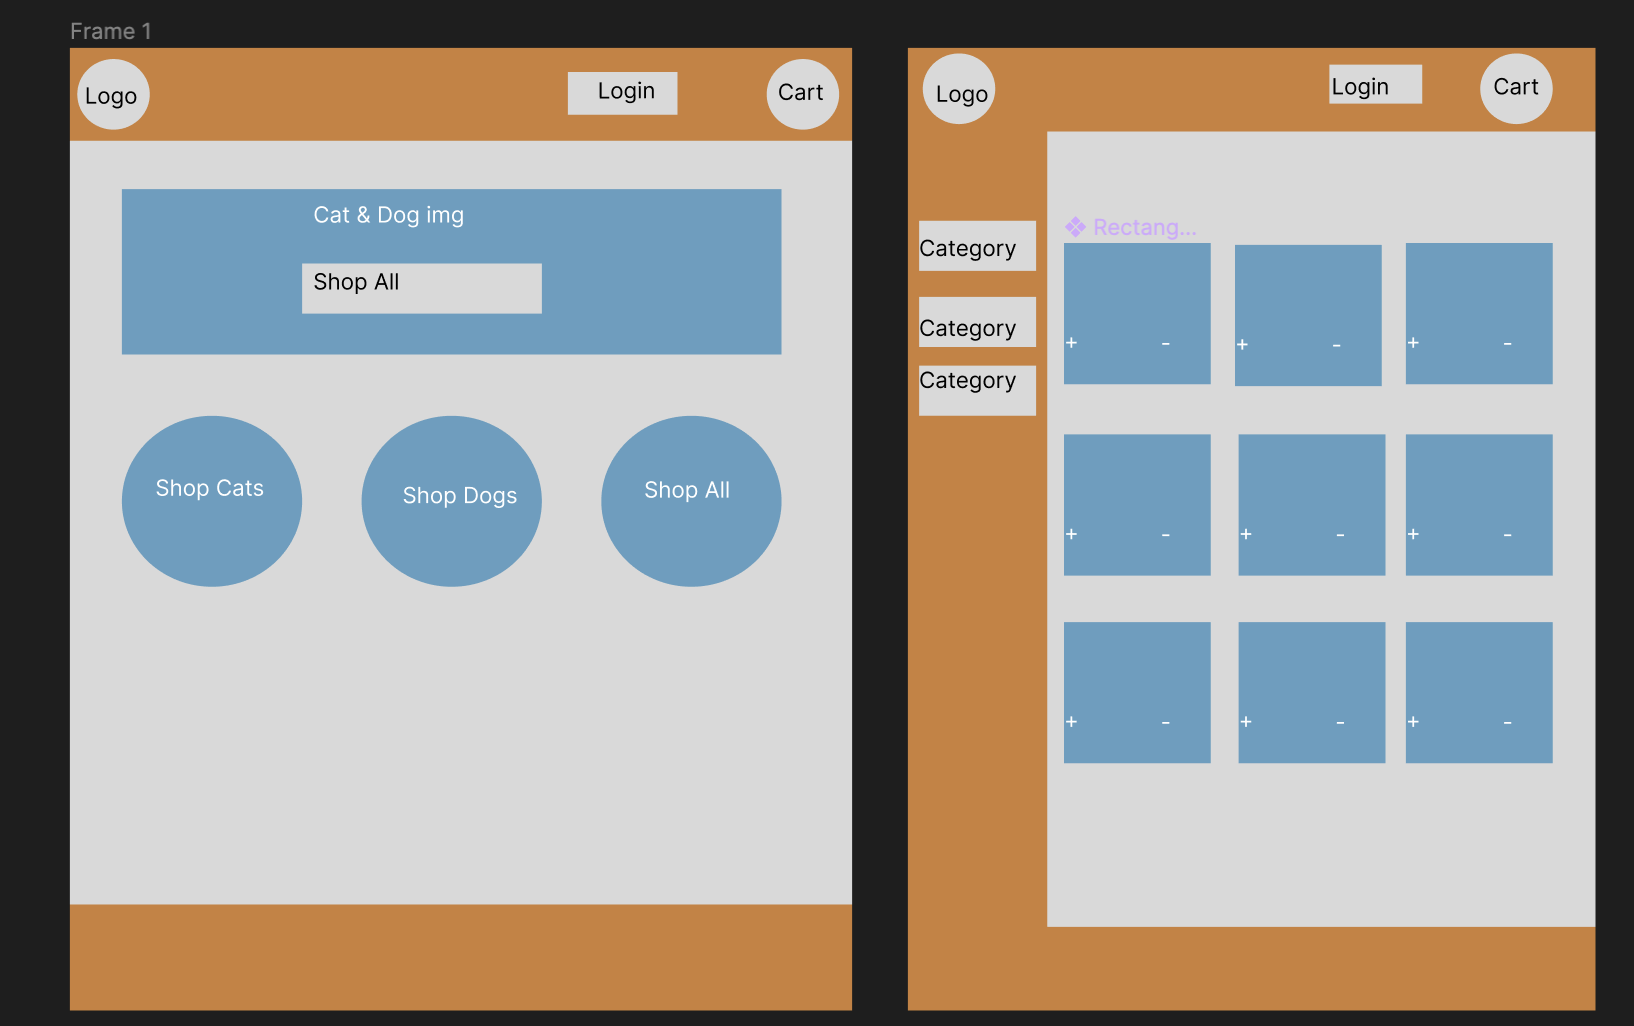 Frame 1
Logo
Login
Cart
Cat & Dog img
Shop All
Shop Cats
Shop Dogs
Shop All
Logo
Login
Cart
Category
Category
Category
Rectang...
+ -
+ -
+ -
+ -
+ -
+ -
+ -
+ -
+ -